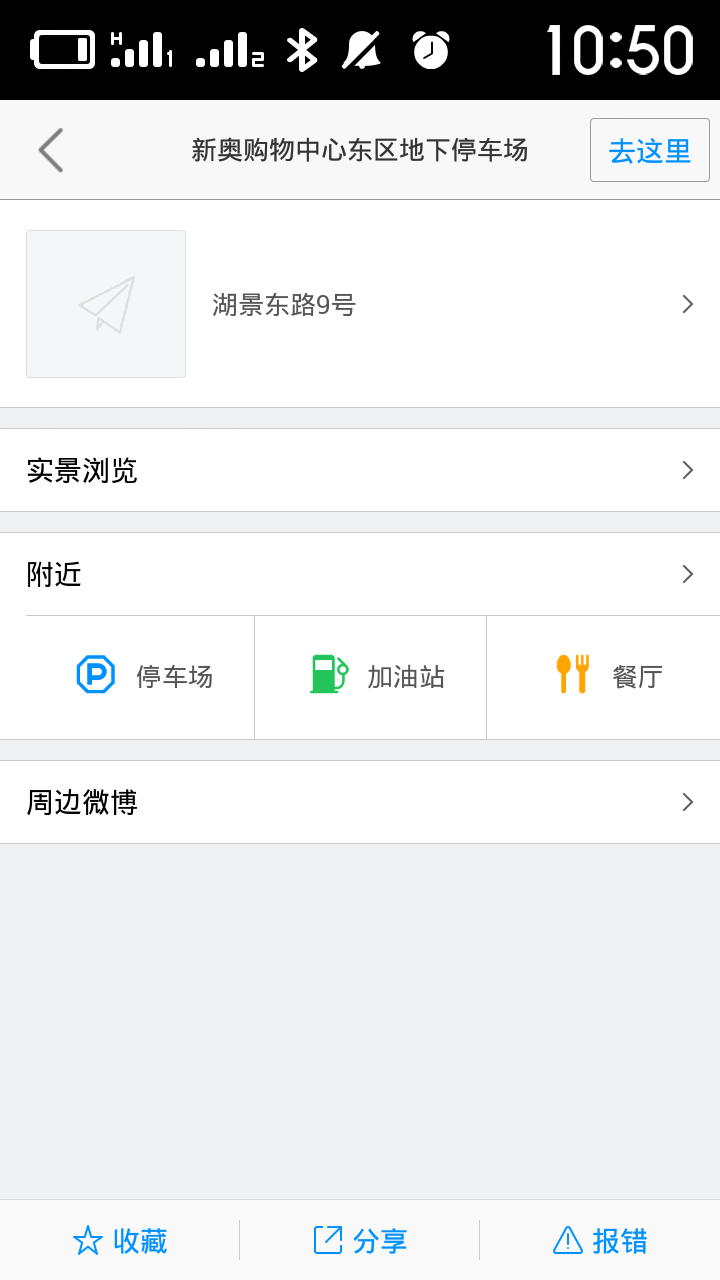 H 1 2 10:50
新奥购物中心东区地下停车场
去这里
湖景东路9号
实景浏览
附近
P 停车场
加油站
餐厅
周边微博
收藏
分享
报错